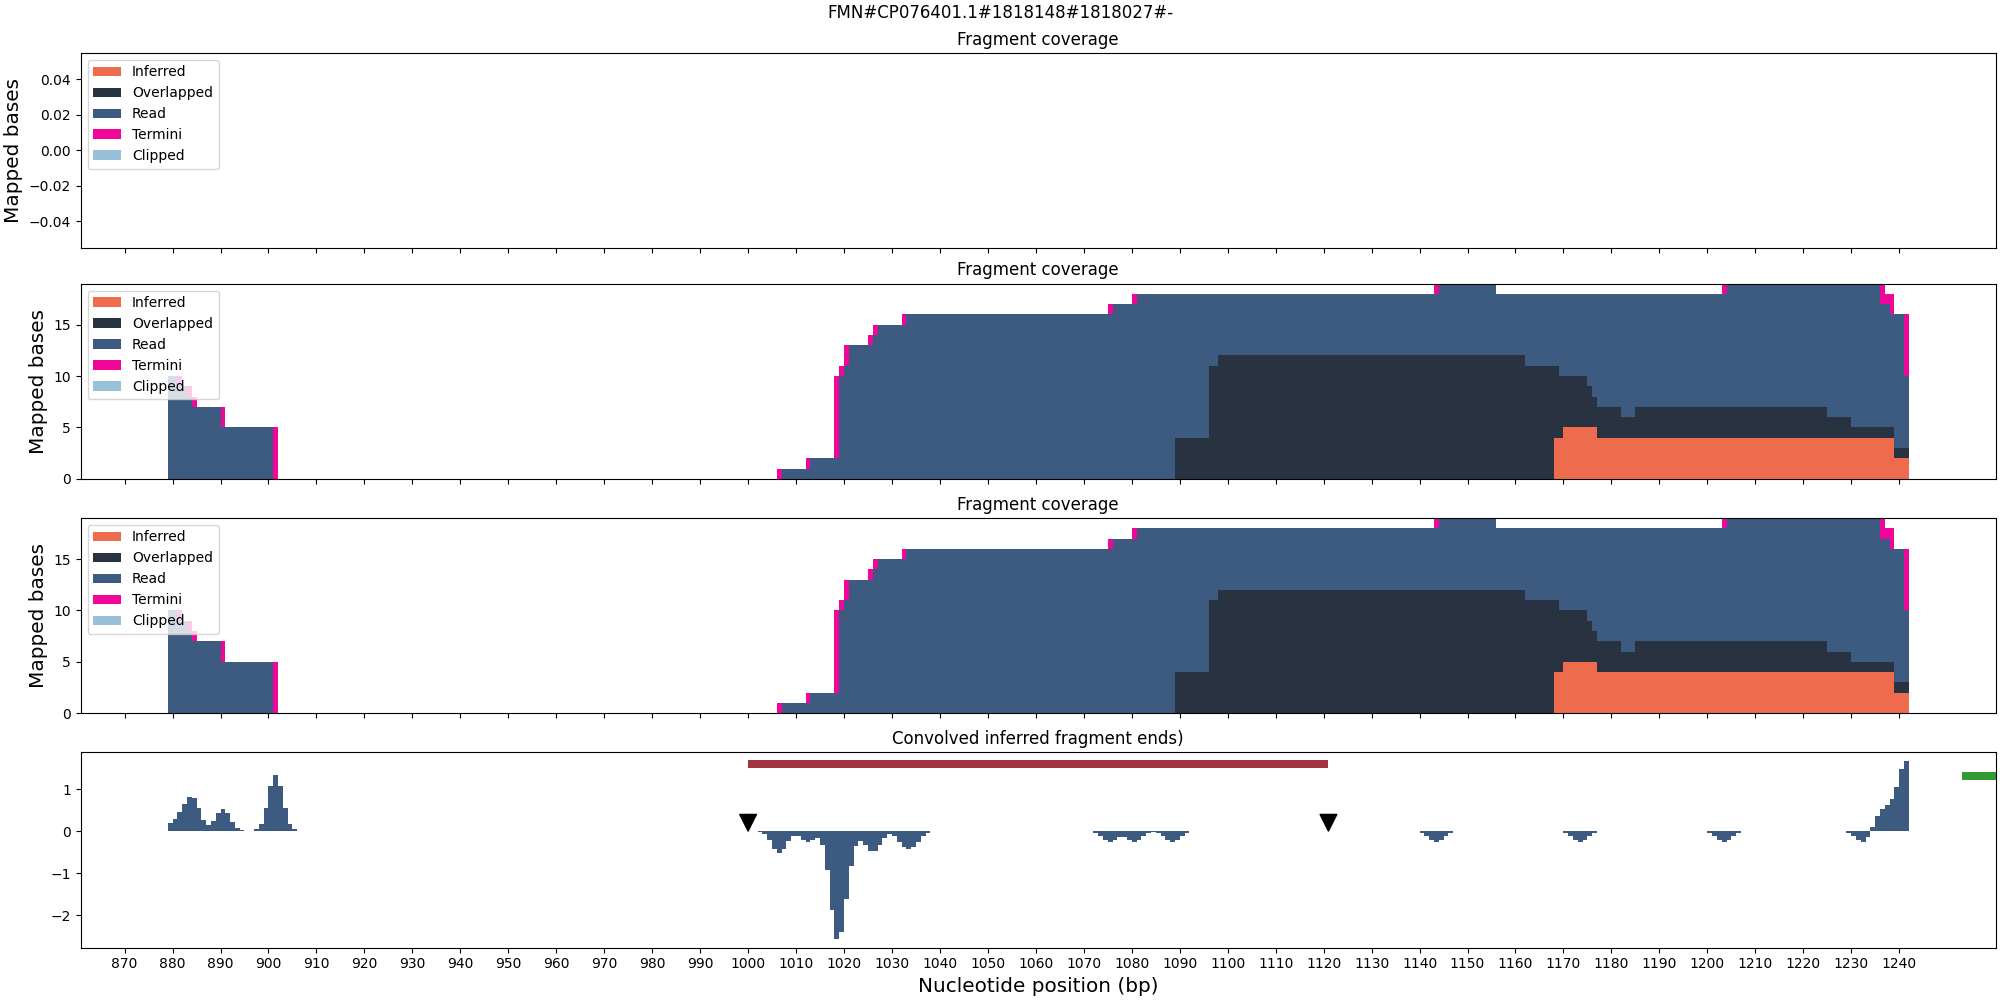 FMN#CP076401.1#1818148#1818027#-
Fragment coverage
Mapped bases
0.04
0.02
0.00
−0.02
−0.04
Inferred
Overlapped
Read
Termini
Clipped
Fragment coverage
Mapped bases
15
10
5
0
Inferred
Overlapped
Read
Termini
Clipped
Fragment coverage
Mapped bases
15
10
5
0
Inferred
Overlapped
Read
Termini
Clipped
Convolved inferred fragment ends)
1
0
−1
−2
870 880 890 900 910 920 930 940 950 960 970 980 990 1000 1010 1020 1030 1040 1050 1060 1070 1080 1090 1100 1110 1120 1130 1140 1150 1160 1170 1180 1190 1200 1210 1220 1230 1240
Nucleotide position (bp)